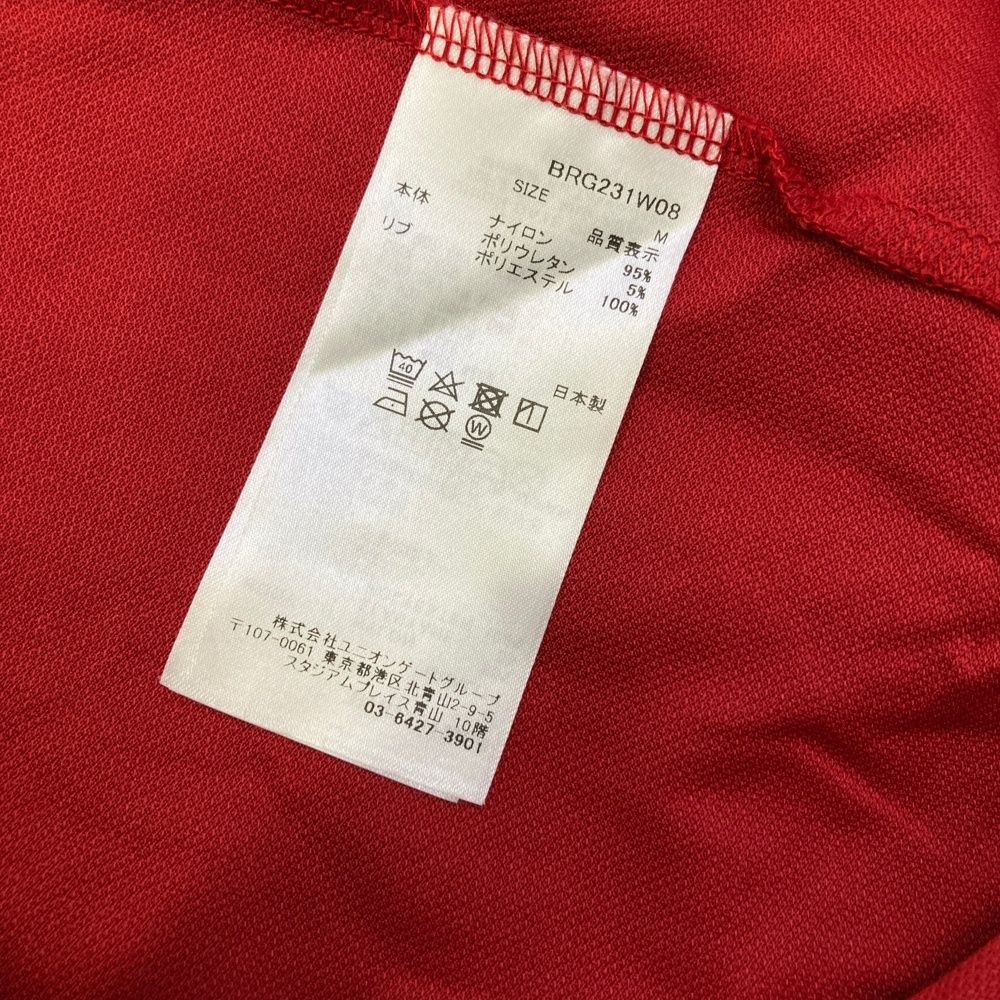 BRG231W08
SIZE M
品質表示
本体 ナイロン 95%
ポリウレタン 5%
リブ ポリエステル 100%
40
W
日本製
株式会社ユニオンゲートグループ
〒107-0061 東京都港区北青山2-9-5
スタジアムプレイス青山 10階
03-6427-3901